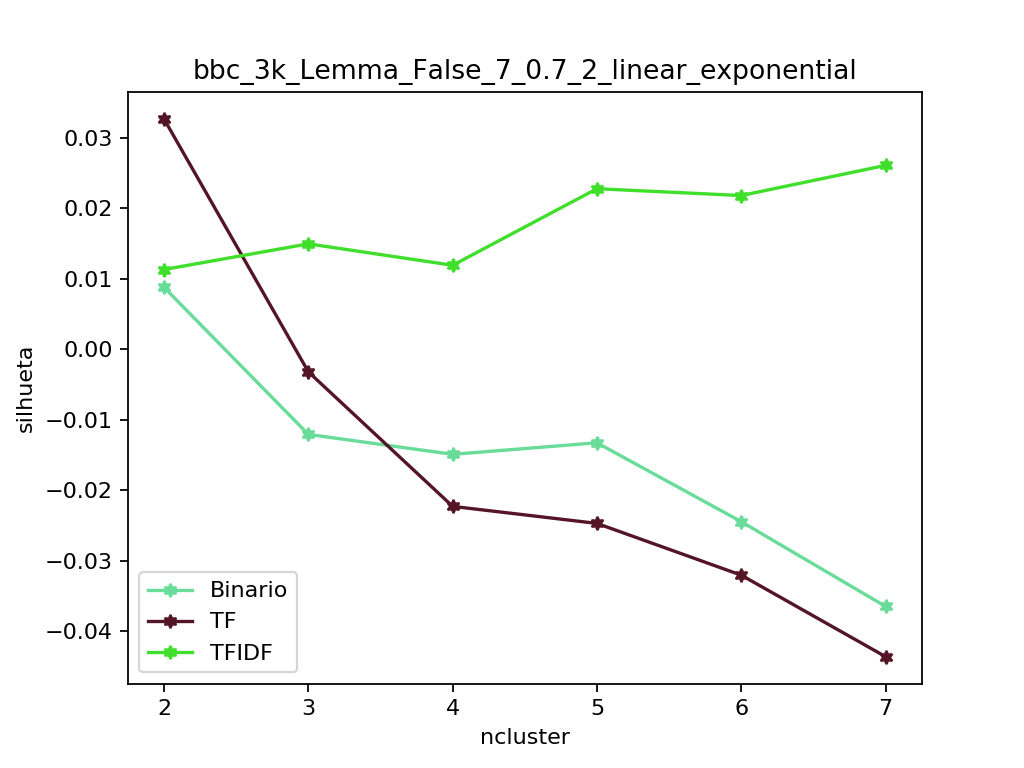 bbc_3k_Lemma_False_7_0.7_2_linear_exponential
silhueta
0.03
0.02
0.01
0.00
−0.01
−0.02
−0.03
−0.04
Binario
TF
TFIDF
2 3 4 5 6 7
ncluster